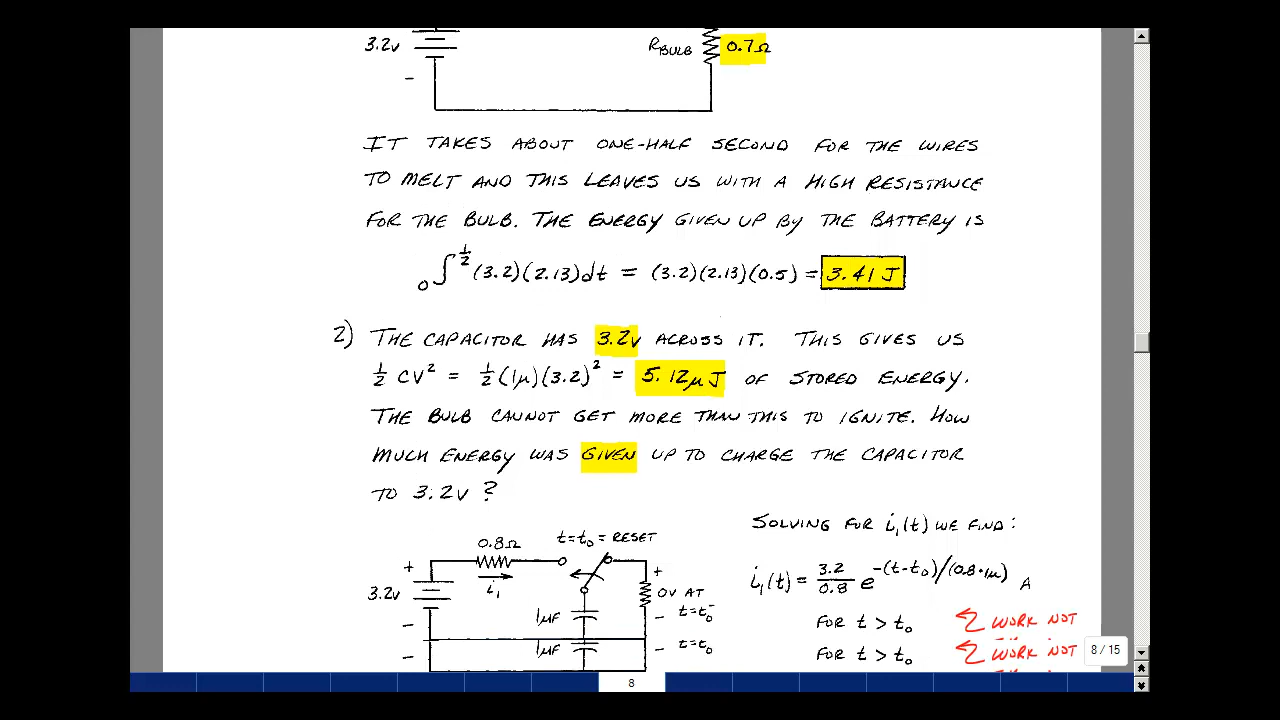 3.2V
-
RBULB
0.7Ω
IT TAKES ABOUT ONE-HALF SECOND FOR THE WIRES
TO MELT AND THIS LEAVES US WITH A HIGH RESISTANCE
FOR THE BULB. THE ENERGY GIVEN UP BY THE BATTERY IS
0∫1/2 (3.2)(2.13)dt = (3.2)(2.13)(0.5) = 3.41 J
2) THE CAPACITOR HAS 3.2V ACROSS IT. THIS GIVES US
1/2 CV² = 1/2 (1μ)(3.2)² = 5.12μJ OF STORED ENERGY.
THE BULB CANNOT GET MORE THAN THIS TO IGNITE. HOW
MUCH ENERGY WAS GIVEN UP TO CHARGE THE CAPACITOR
TO 3.2V ?
0.8Ω t=t₀ = RESET
+ i₁ +
3.2V 0V AT
- 1μF - t=t₀⁻
- 1μF - t=t₀
SOLVING FOR i₁(t) WE FIND:
i₁(t) = 3.2/0.8 e^-(t-t₀)/(0.8·1μ) A
FOR t > t₀ WORK NOT
FOR t > t₀ WORK NOT
8 / 15
8